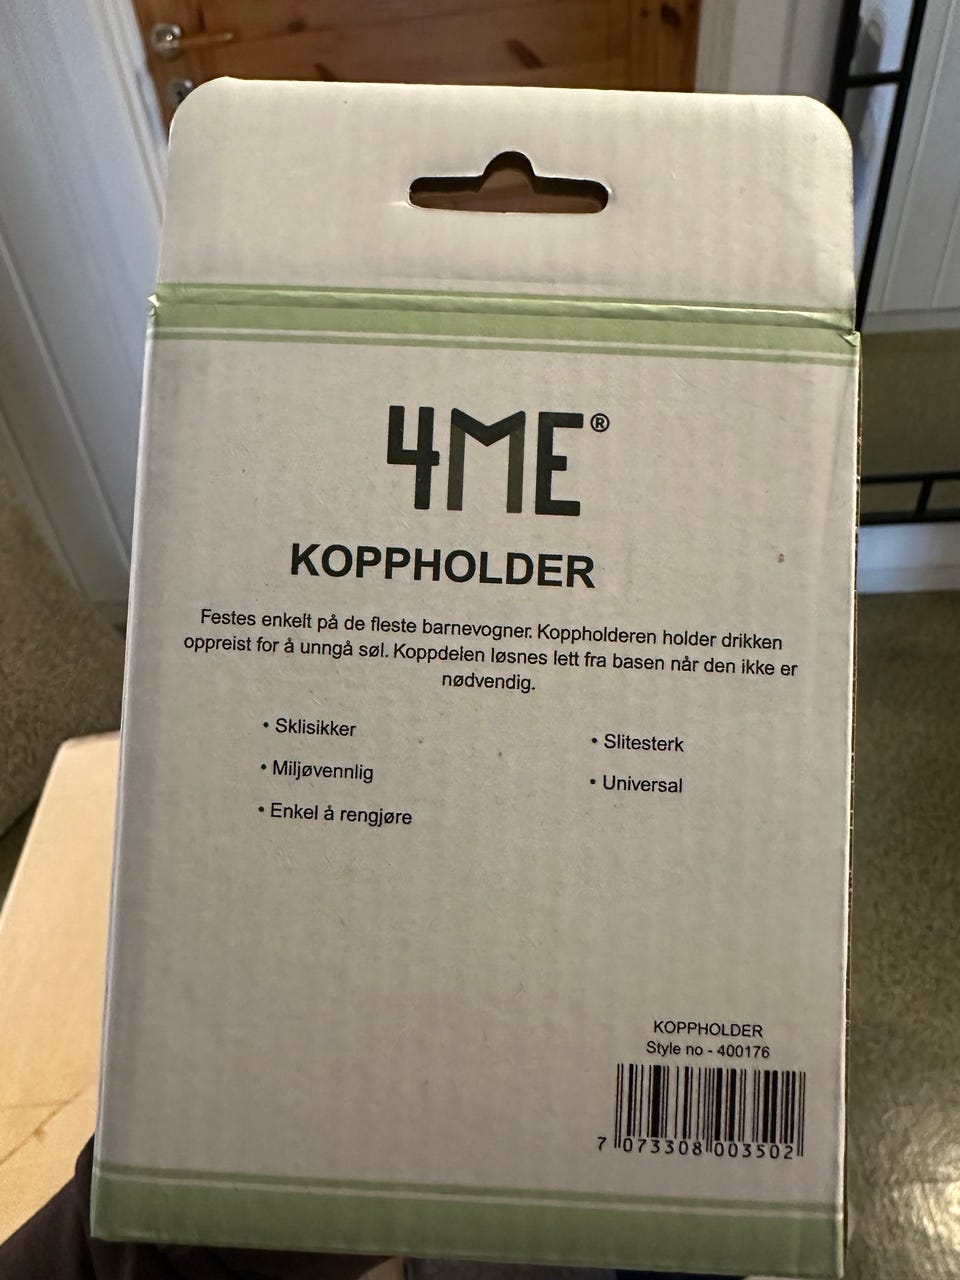 4ME®
KOPPHOLDER
Festes enkelt på de fleste barnevogner. Koppholderen holder drikken
oppreist for å unngå søl. Koppdelen løsnes lett fra basen når den ikke er
nødvendig.
• Sklisikker
• Miljøvennlig
• Enkel å rengjøre
• Slitesterk
• Universal
KOPPHOLDER
Style no - 400176
7 073308 003502